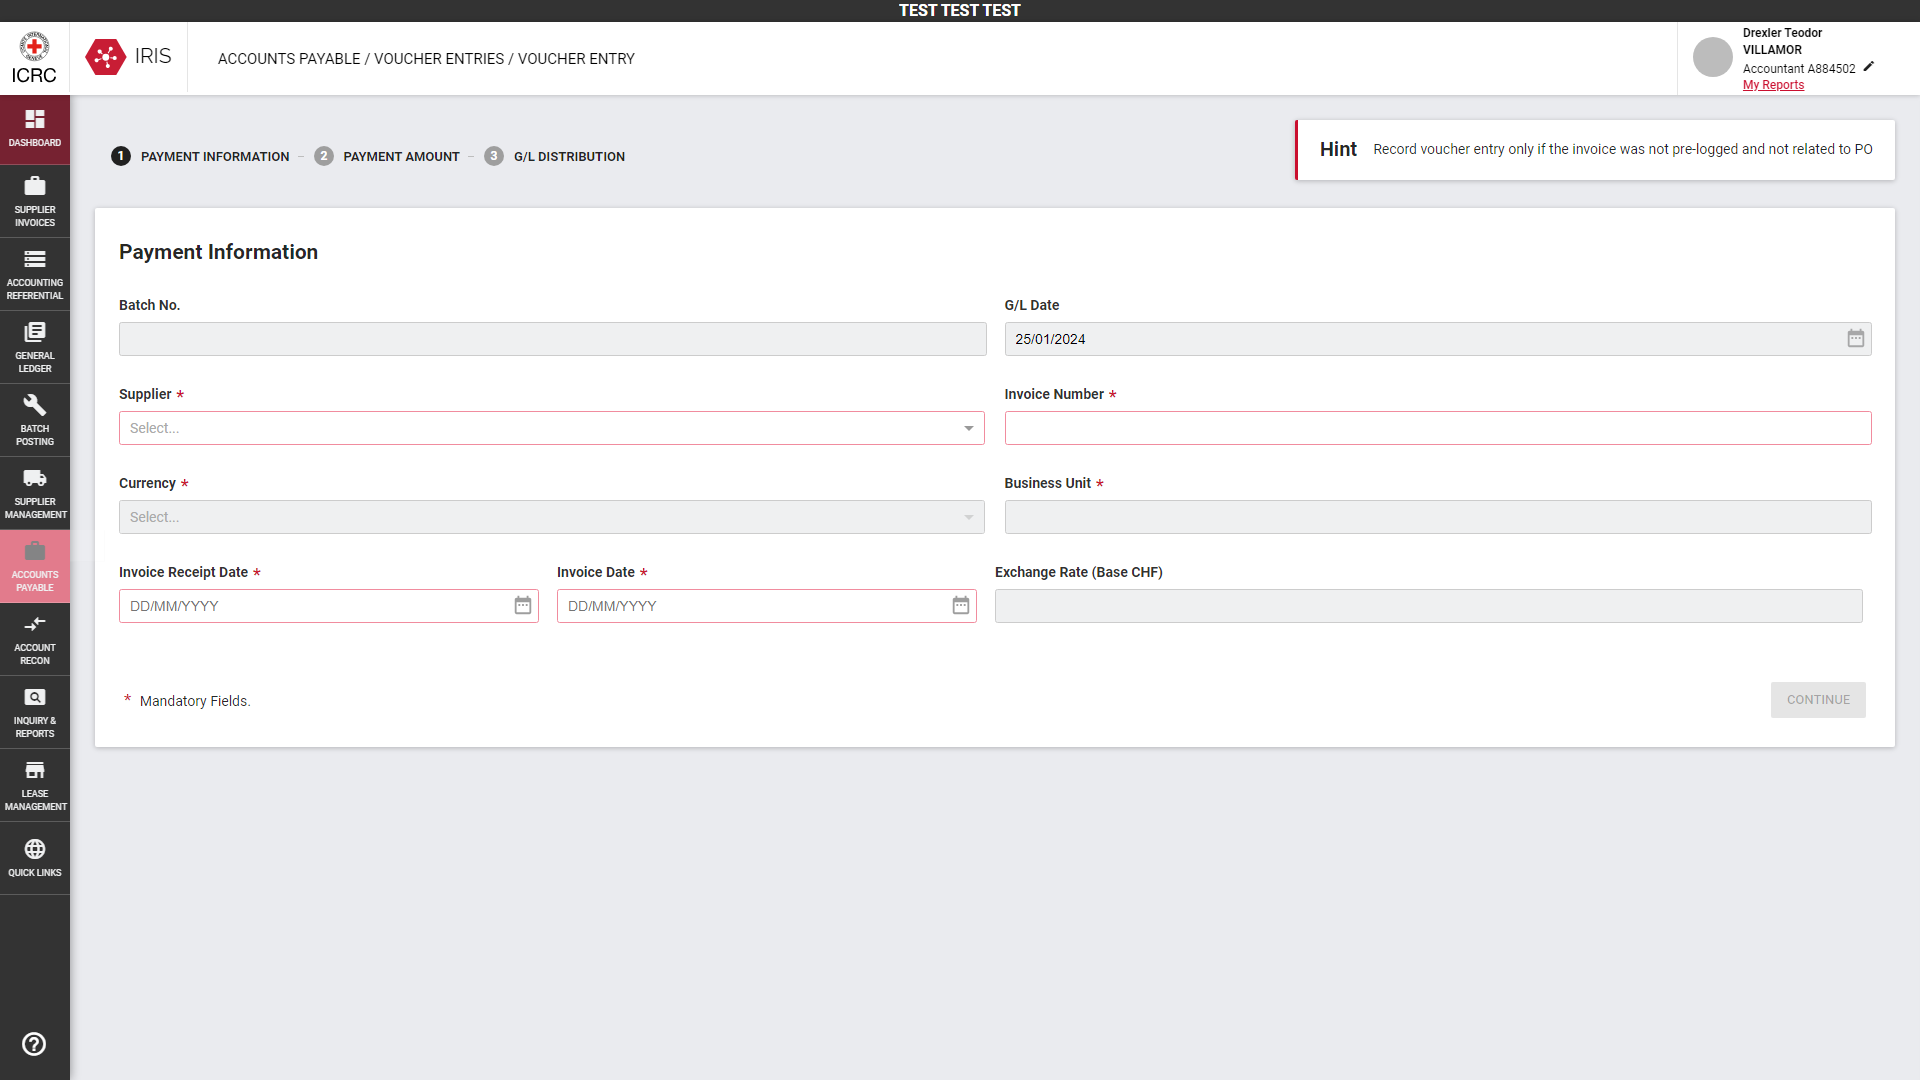 TEST TEST TEST
ICRC
IRIS
ACCOUNTS PAYABLE / VOUCHER ENTRIES / VOUCHER ENTRY
Drexler Teodor
VILLAMOR
Accountant A884502
My Reports
DASHBOARD
SUPPLIER
INVOICES
ACCOUNTING
REFERENTIAL
GENERAL
LEDGER
BATCH
POSTING
SUPPLIER
MANAGEMENT
ACCOUNTS
PAYABLE
ACCOUNT
RECON
INQUIRY &
REPORTS
LEASE
MANAGEMENT
QUICK LINKS
1 PAYMENT INFORMATION – 2 PAYMENT AMOUNT – 3 G/L DISTRIBUTION
Hint Record voucher entry only if the invoice was not pre-logged and not related to PO
Payment Information
Batch No.
G/L Date
25/01/2024
Supplier *
Select...
Invoice Number *
Currency *
Select...
Business Unit *
Invoice Receipt Date *
DD/MM/YYYY
Invoice Date *
DD/MM/YYYY
Exchange Rate (Base CHF)
* Mandatory Fields.
CONTINUE